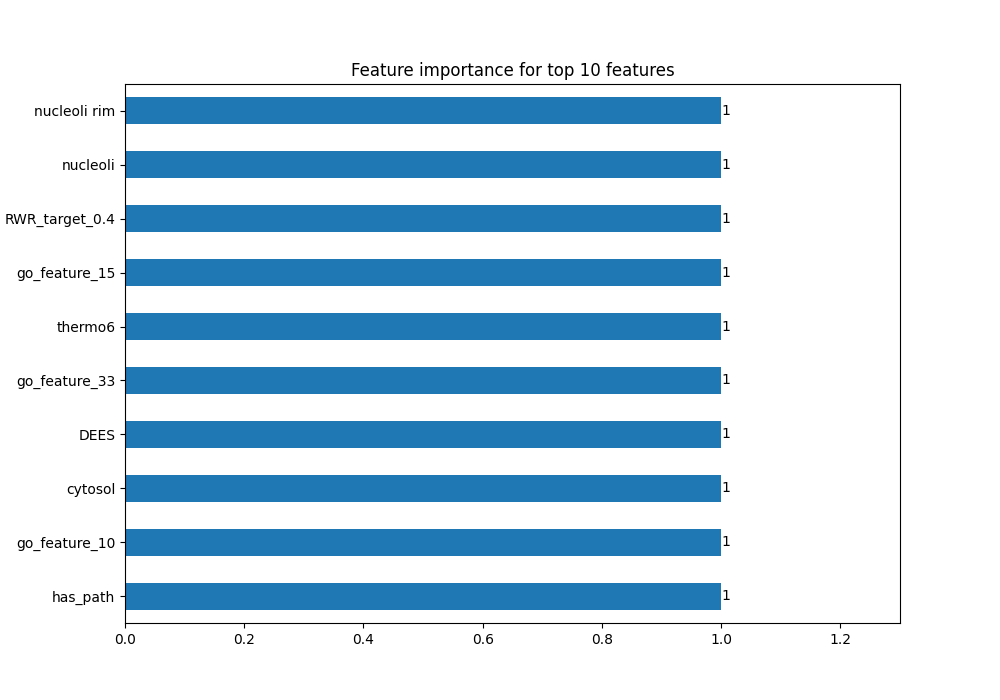 Feature importance for top 10 features
nucleoli rim 1
nucleoli 1
RWR_target_0.4 1
go_feature_15 1
thermo6 1
go_feature_33 1
DEES 1
cytosol 1
go_feature_10 1
has_path 1
0.0 0.2 0.4 0.6 0.8 1.0 1.2